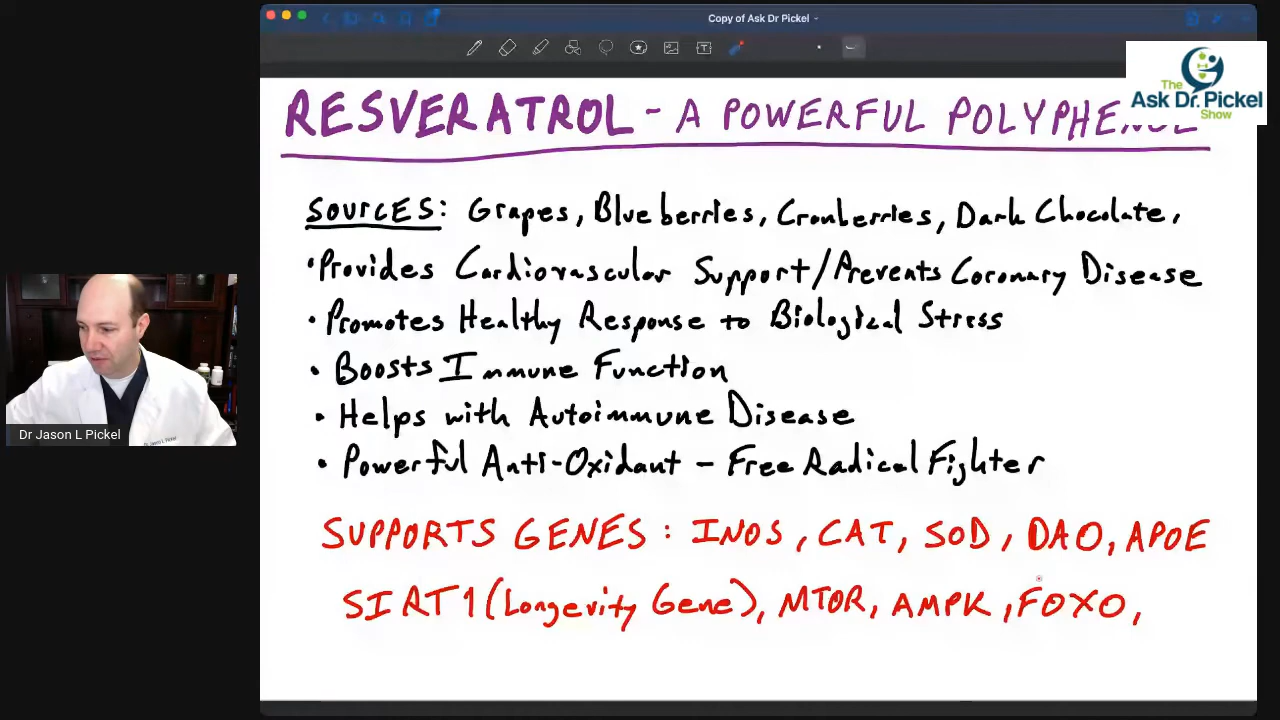 Copy of Ask Dr Pickel
The
Ask Dr. Pickel
Show
RESVERATROL - A POWERFUL POLYPHENOL
SOURCES: Grapes, Blueberries, Cranberries, Dark Chocolate,
• Provides Cardiovascular Support/Prevents Coronary Disease
• Promotes Healthy Response to Biological Stress
• Boosts Immune Function
• Helps with Autoimmune Disease
• Powerful Anti-Oxidant - Free Radical Fighter
SUPPORTS GENES: INOS, CAT, SOD, DAO, APOE
SIRT1 (Longevity Gene), MTOR, AMPK, FOXO,
Dr Jason L Pickel